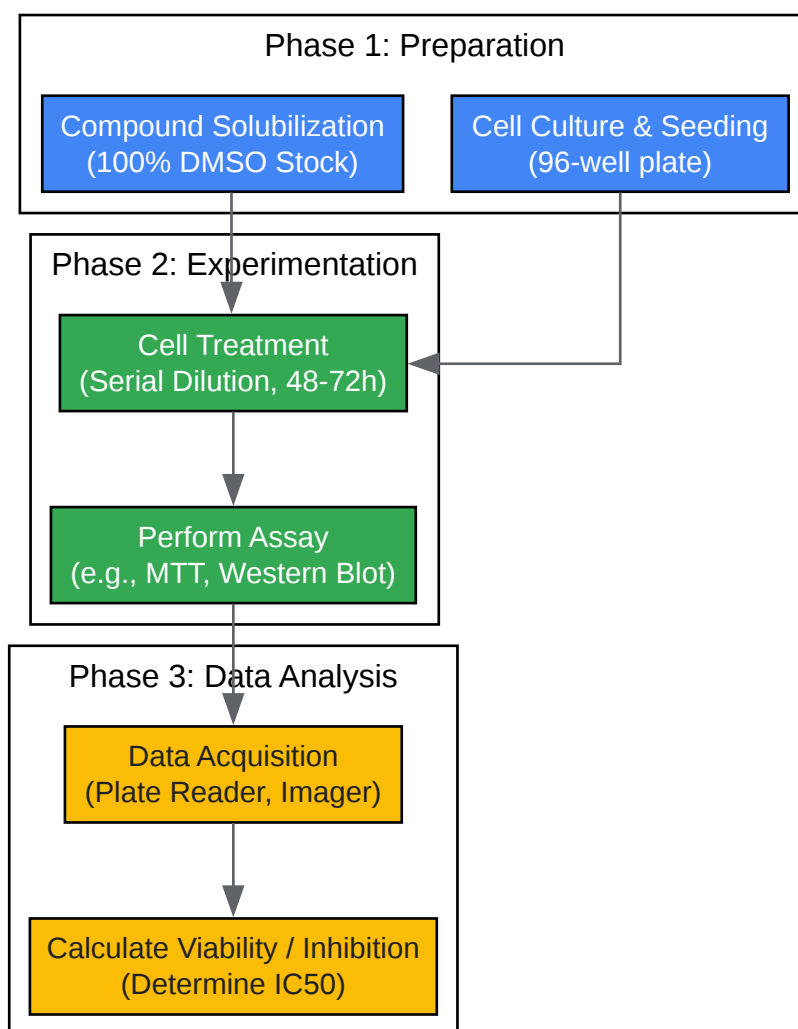 Phase 1: Preparation
Compound Solubilization
(100% DMSO Stock)
Cell Culture & Seeding
(96-well plate)
Phase 2: Experimentation
Cell Treatment
(Serial Dilution, 48-72h)
Perform Assay
(e.g., MTT, Western Blot)
Phase 3: Data Analysis
Data Acquisition
(Plate Reader, Imager)
Calculate Viability / Inhibition
(Determine IC50)